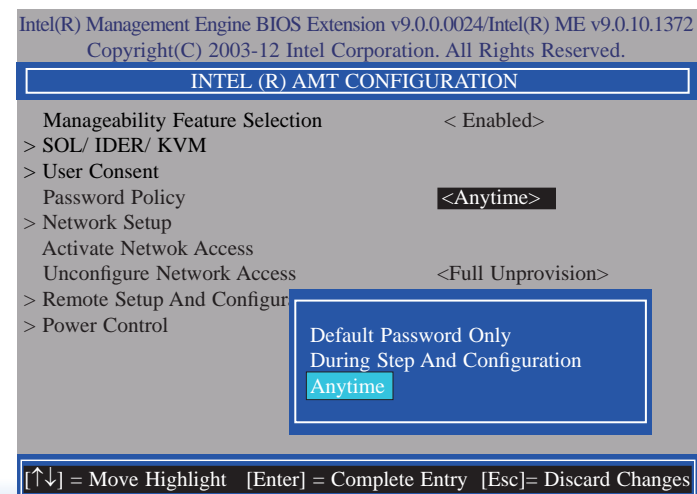 Intel(R) Management Engine BIOS Extension v9.0.0.0024/Intel(R) ME v9.0.10.1372
Copyright(C) 2003-12 Intel Corporation. All Rights Reserved.
INTEL (R) AMT CONFIGURATION
Manageability Feature Selection < Enabled>
> SOL/ IDER/ KVM
> User Consent
Password Policy <Anytime>
> Network Setup
Activate Netwok Access
Unconfigure Network Access <Full Unprovision>
> Remote Setup And Configur
> Power Control
Default Password Only
During Step And Configuration
Anytime
[↑↓] = Move Highlight [Enter] = Complete Entry [Esc]= Discard Changes